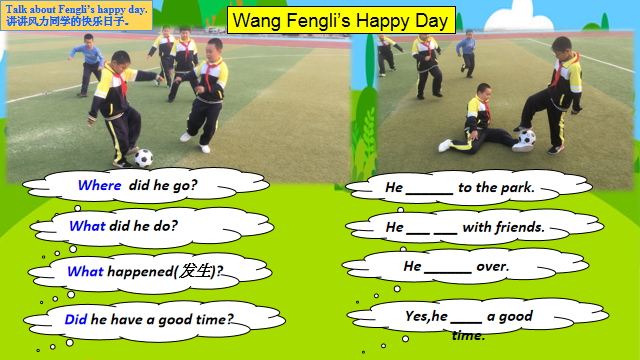 Talk about Fengli's happy day.
讲讲风力同学的快乐日子。
Wang Fengli's Happy Day
Where did he go?
He ______ to the park.
What did he do?
He ___ ___ with friends.
What happened(发生)?
He ______ over.
Did he have a good time?
Yes,he ____ a good
time.